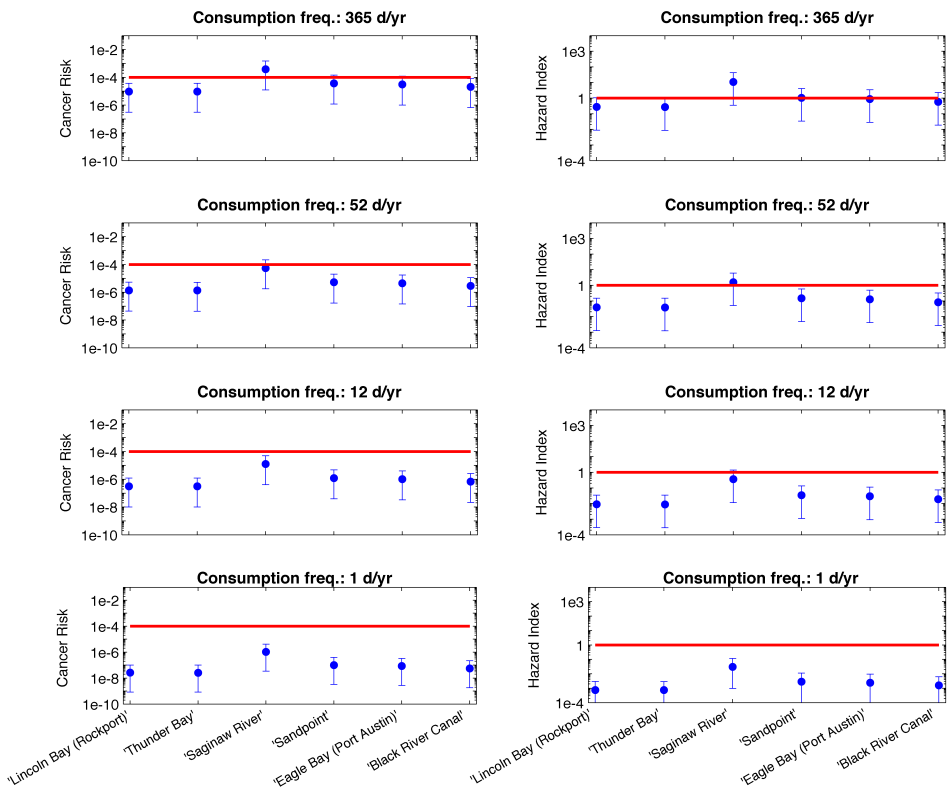 Consumption freq.: 365 d/yr
Cancer Risk
1e-2
1e-4
1e-6
1e-8
1e-10
Consumption freq.: 365 d/yr
Hazard Index
1e3
1
1e-4
Consumption freq.: 52 d/yr
Cancer Risk
1e-2
1e-4
1e-6
1e-8
1e-10
Consumption freq.: 52 d/yr
Hazard Index
1e3
1
1e-4
Consumption freq.: 12 d/yr
Cancer Risk
1e-2
1e-4
1e-6
1e-8
1e-10
Consumption freq.: 12 d/yr
Hazard Index
1e3
1
1e-4
Consumption freq.: 1 d/yr
Cancer Risk
1e-2
1e-4
1e-6
1e-8
1e-10
'Lincoln Bay (Rockport)'
'Thunder Bay'
'Saginaw River'
'Sandpoint'
'Eagle Bay (Port Austin)'
'Black River Canal'
Consumption freq.: 1 d/yr
Hazard Index
1e3
1
1e-4
'Lincoln Bay (Rockport)'
'Thunder Bay'
'Saginaw River'
'Sandpoint'
'Eagle Bay (Port Austin)'
'Black River Canal'